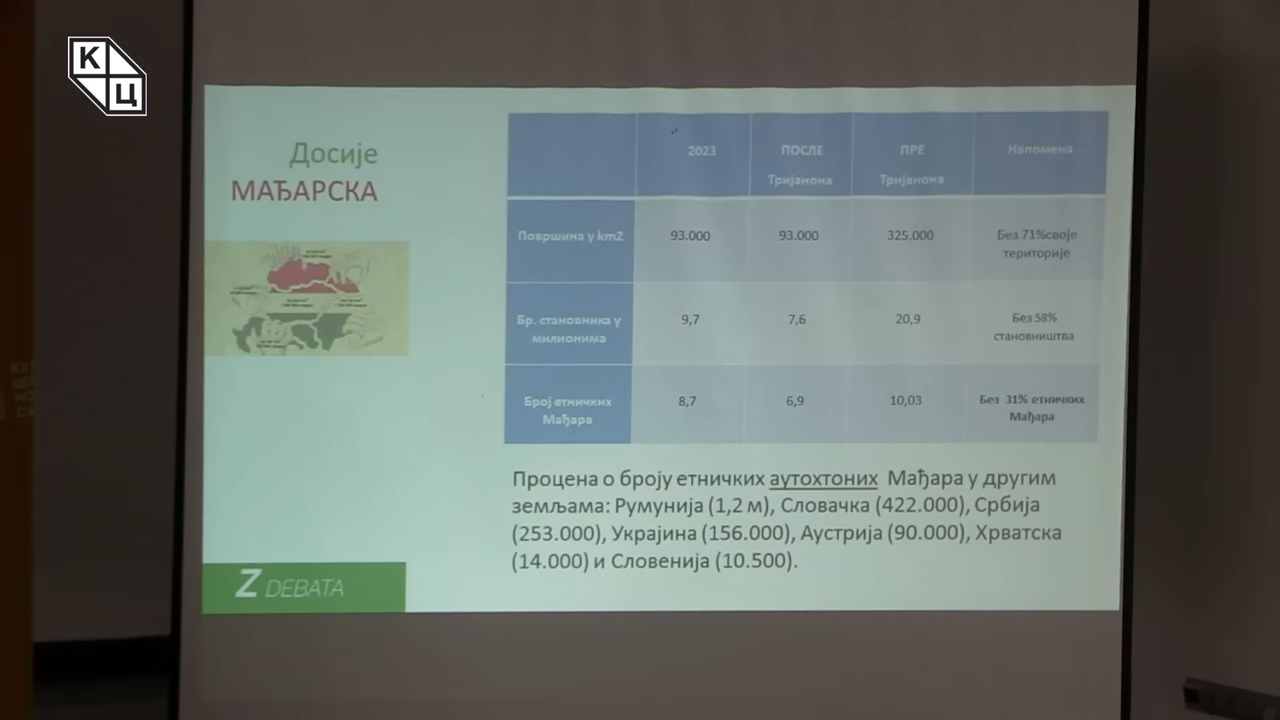 К
Ц
Досије
МАЂАРСКА
2023
ПОСЛЕ
Тријанона
ПРЕ
Тријанона
Напомена
Површина у km2
93.000
93.000
325.000
Без 71%своје
територије
Бр. становника у
милионима
9,7
7,6
20,9
Без 58%
становништва
Број етничких
Мађара
8,7
6,9
10,03
Без 31% етничких
Мађара
Процена о броју етничких аутохтоних Мађара у другим
земљама: Румунија (1,2 м), Словачка (422.000), Србија
(253.000), Украјина (156.000), Аустрија (90.000), Хрватска
(14.000) и Словенија (10.500).
Z DEBATA